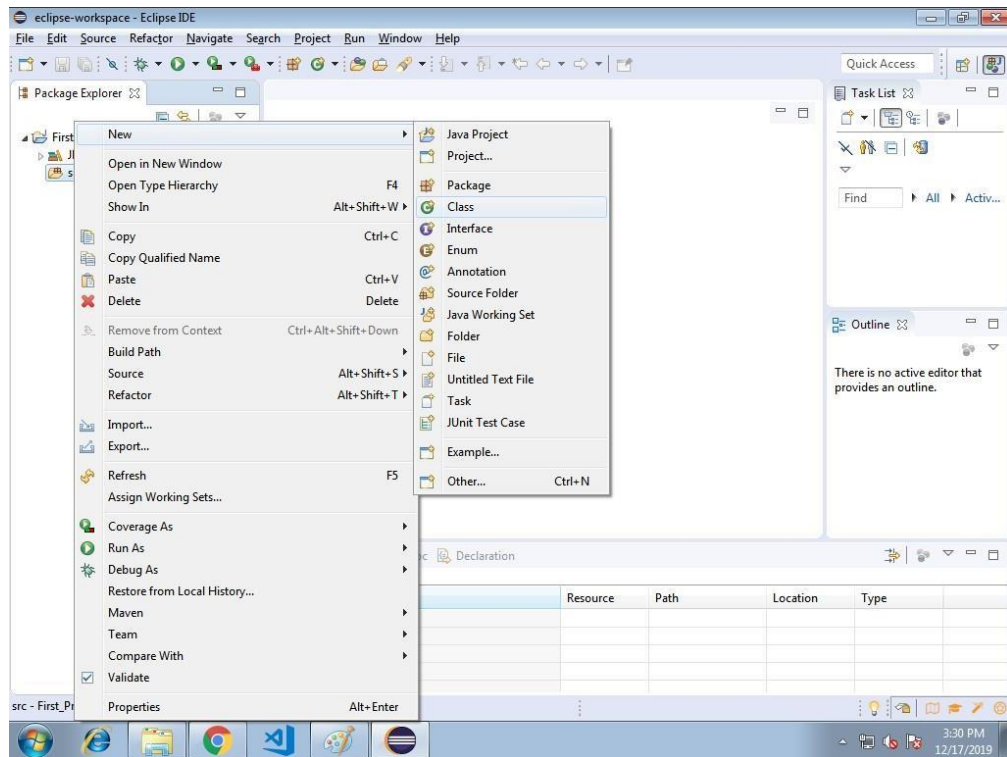 eclipse-workspace - Eclipse IDE
File Edit Source Refactor Navigate Search Project Run Window Help
Quick Access
Package Explorer
Task List
First
New
Open in New Window
Open Type Hierarchy F4
Show In Alt+Shift+W
Copy Ctrl+C
Copy Qualified Name
Paste Ctrl+V
Delete Delete
Remove from Context Ctrl+Alt+Shift+Down
Build Path
Source Alt+Shift+S
Refactor Alt+Shift+T
Import...
Export...
Refresh F5
Assign Working Sets...
Coverage As
Run As
Debug As
Restore from Local History...
Maven
Team
Compare With
Validate
Properties Alt+Enter
Java Project
Project...
Package
Class
Interface
Enum
Annotation
Source Folder
Java Working Set
Folder
File
Untitled Text File
Task
JUnit Test Case
Example...
Other... Ctrl+N
Find All Activ...
Outline
There is no active editor that
provides an outline.
Declaration
Resource Path Location Type
src - First_Pr
3:30 PM
12/17/2019